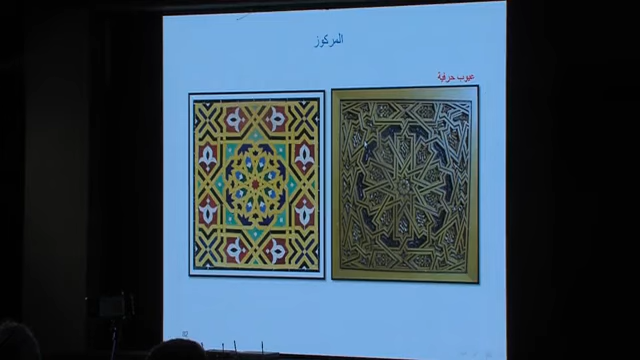 المركوز
عيوب حرفية